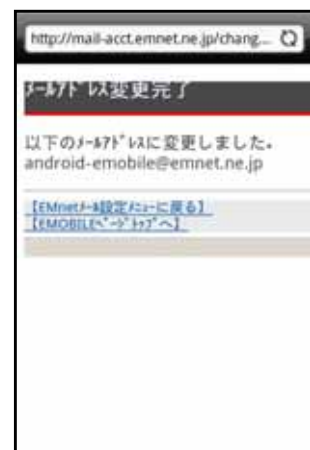 http://mail-acct.emnet.ne.jp/chang...
ﾒｰﾙｱﾄﾞﾚｽ変更完了
以下のﾒｰﾙｱﾄﾞﾚｽに変更しました。
android-emobile@emnet.ne.jp
【EMnetﾒｰﾙ設定ﾒﾆｭｰに戻る】
【EMOBILEﾍﾟｰｼﾞﾄｯﾌﾟへ】